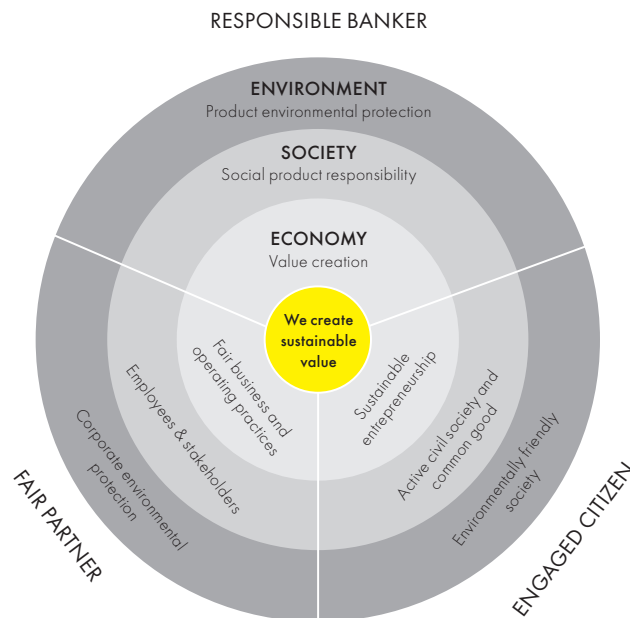 RESPONSIBLE BANKER
ENVIRONMENT
Product environmental protection
SOCIETY
Social product responsibility
ECONOMY
Value creation
We create
sustainable
value
Fair business and
operating practices
Employees & stakeholders
Corporate environmental
protection
FAIR PARTNER
Sustainable
entrepreneurship
Active civil society and
common good
Environmentally friendly
society
ENGAGED CITIZEN